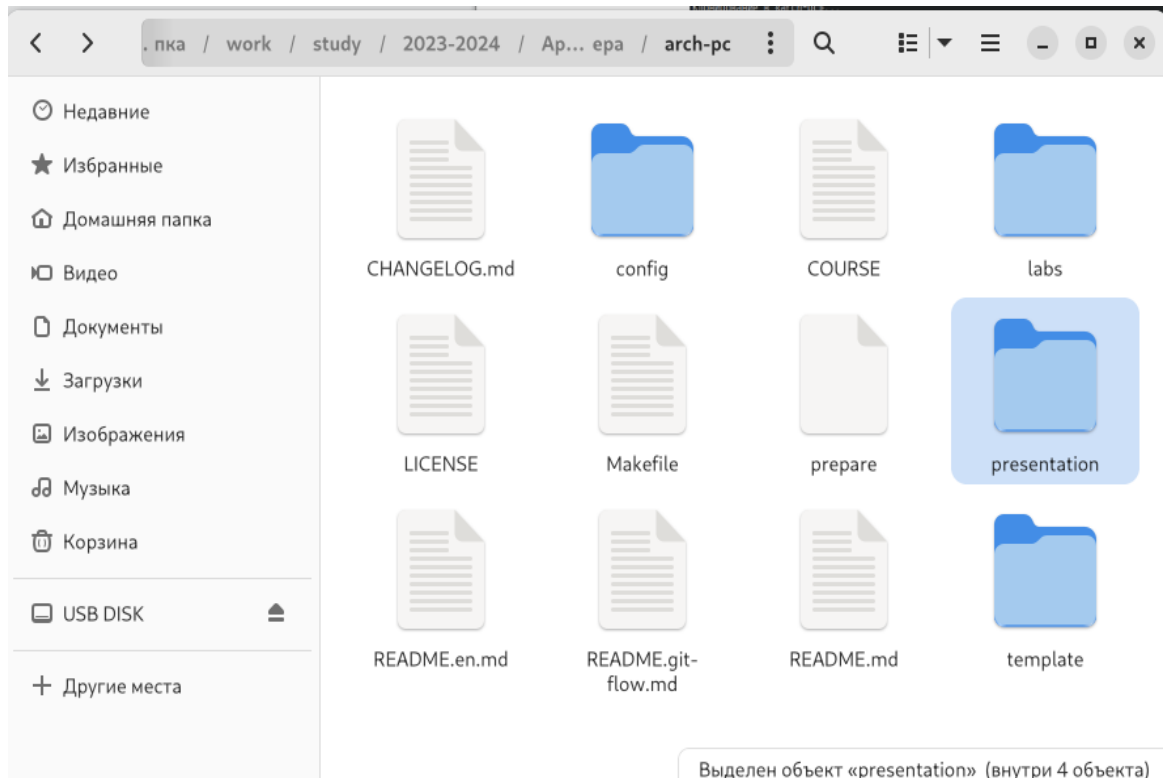 . пка / work / study / 2023-2024 / Ap... epa / arch-pc
Недавние
Избранные
Домашняя папка
Видео
Документы
Загрузки
Изображения
Музыка
Корзина
USB DISK
Другие места
CHANGELOG.md config COURSE labs
LICENSE Makefile prepare presentation
README.en.md README.git- README.md template
flow.md
Выделен объект «presentation» (внутри 4 объекта)